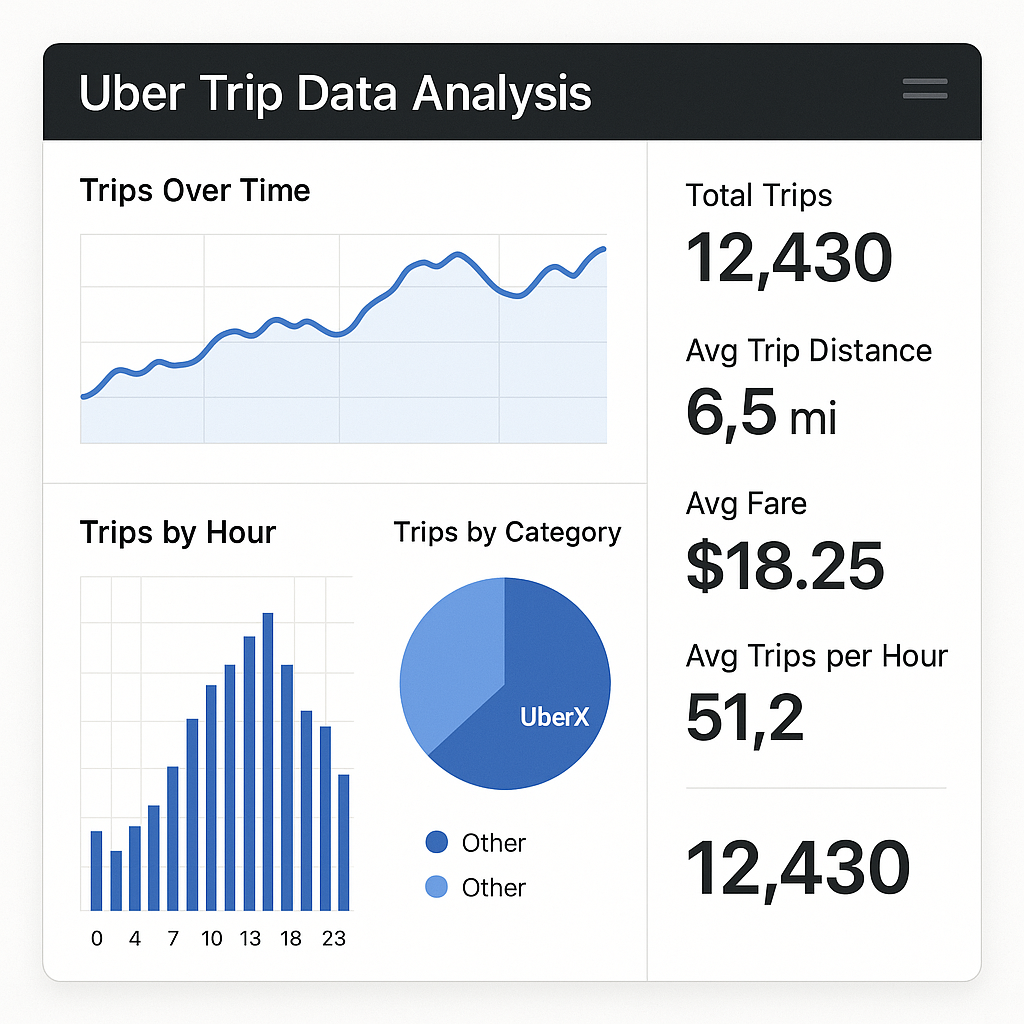 Uber Trip Data Analysis
Trips Over Time
Trips by Hour
0 4 7 10 13 18 23
Trips by Category
UberX
Other
Other
Total Trips
12,430
Avg Trip Distance
6,5 mi
Avg Fare
$18.25
Avg Trips per Hour
51,2
12,430